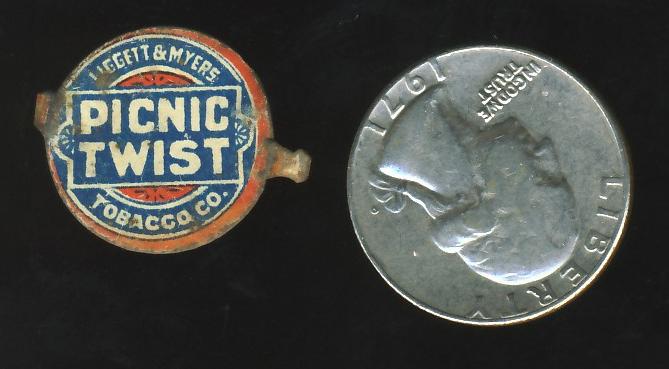 LIGGETT & MYERS
PICNIC
TWIST
TOBACCO CO.
1971
IN GOD WE
TRUST
LIBERTY